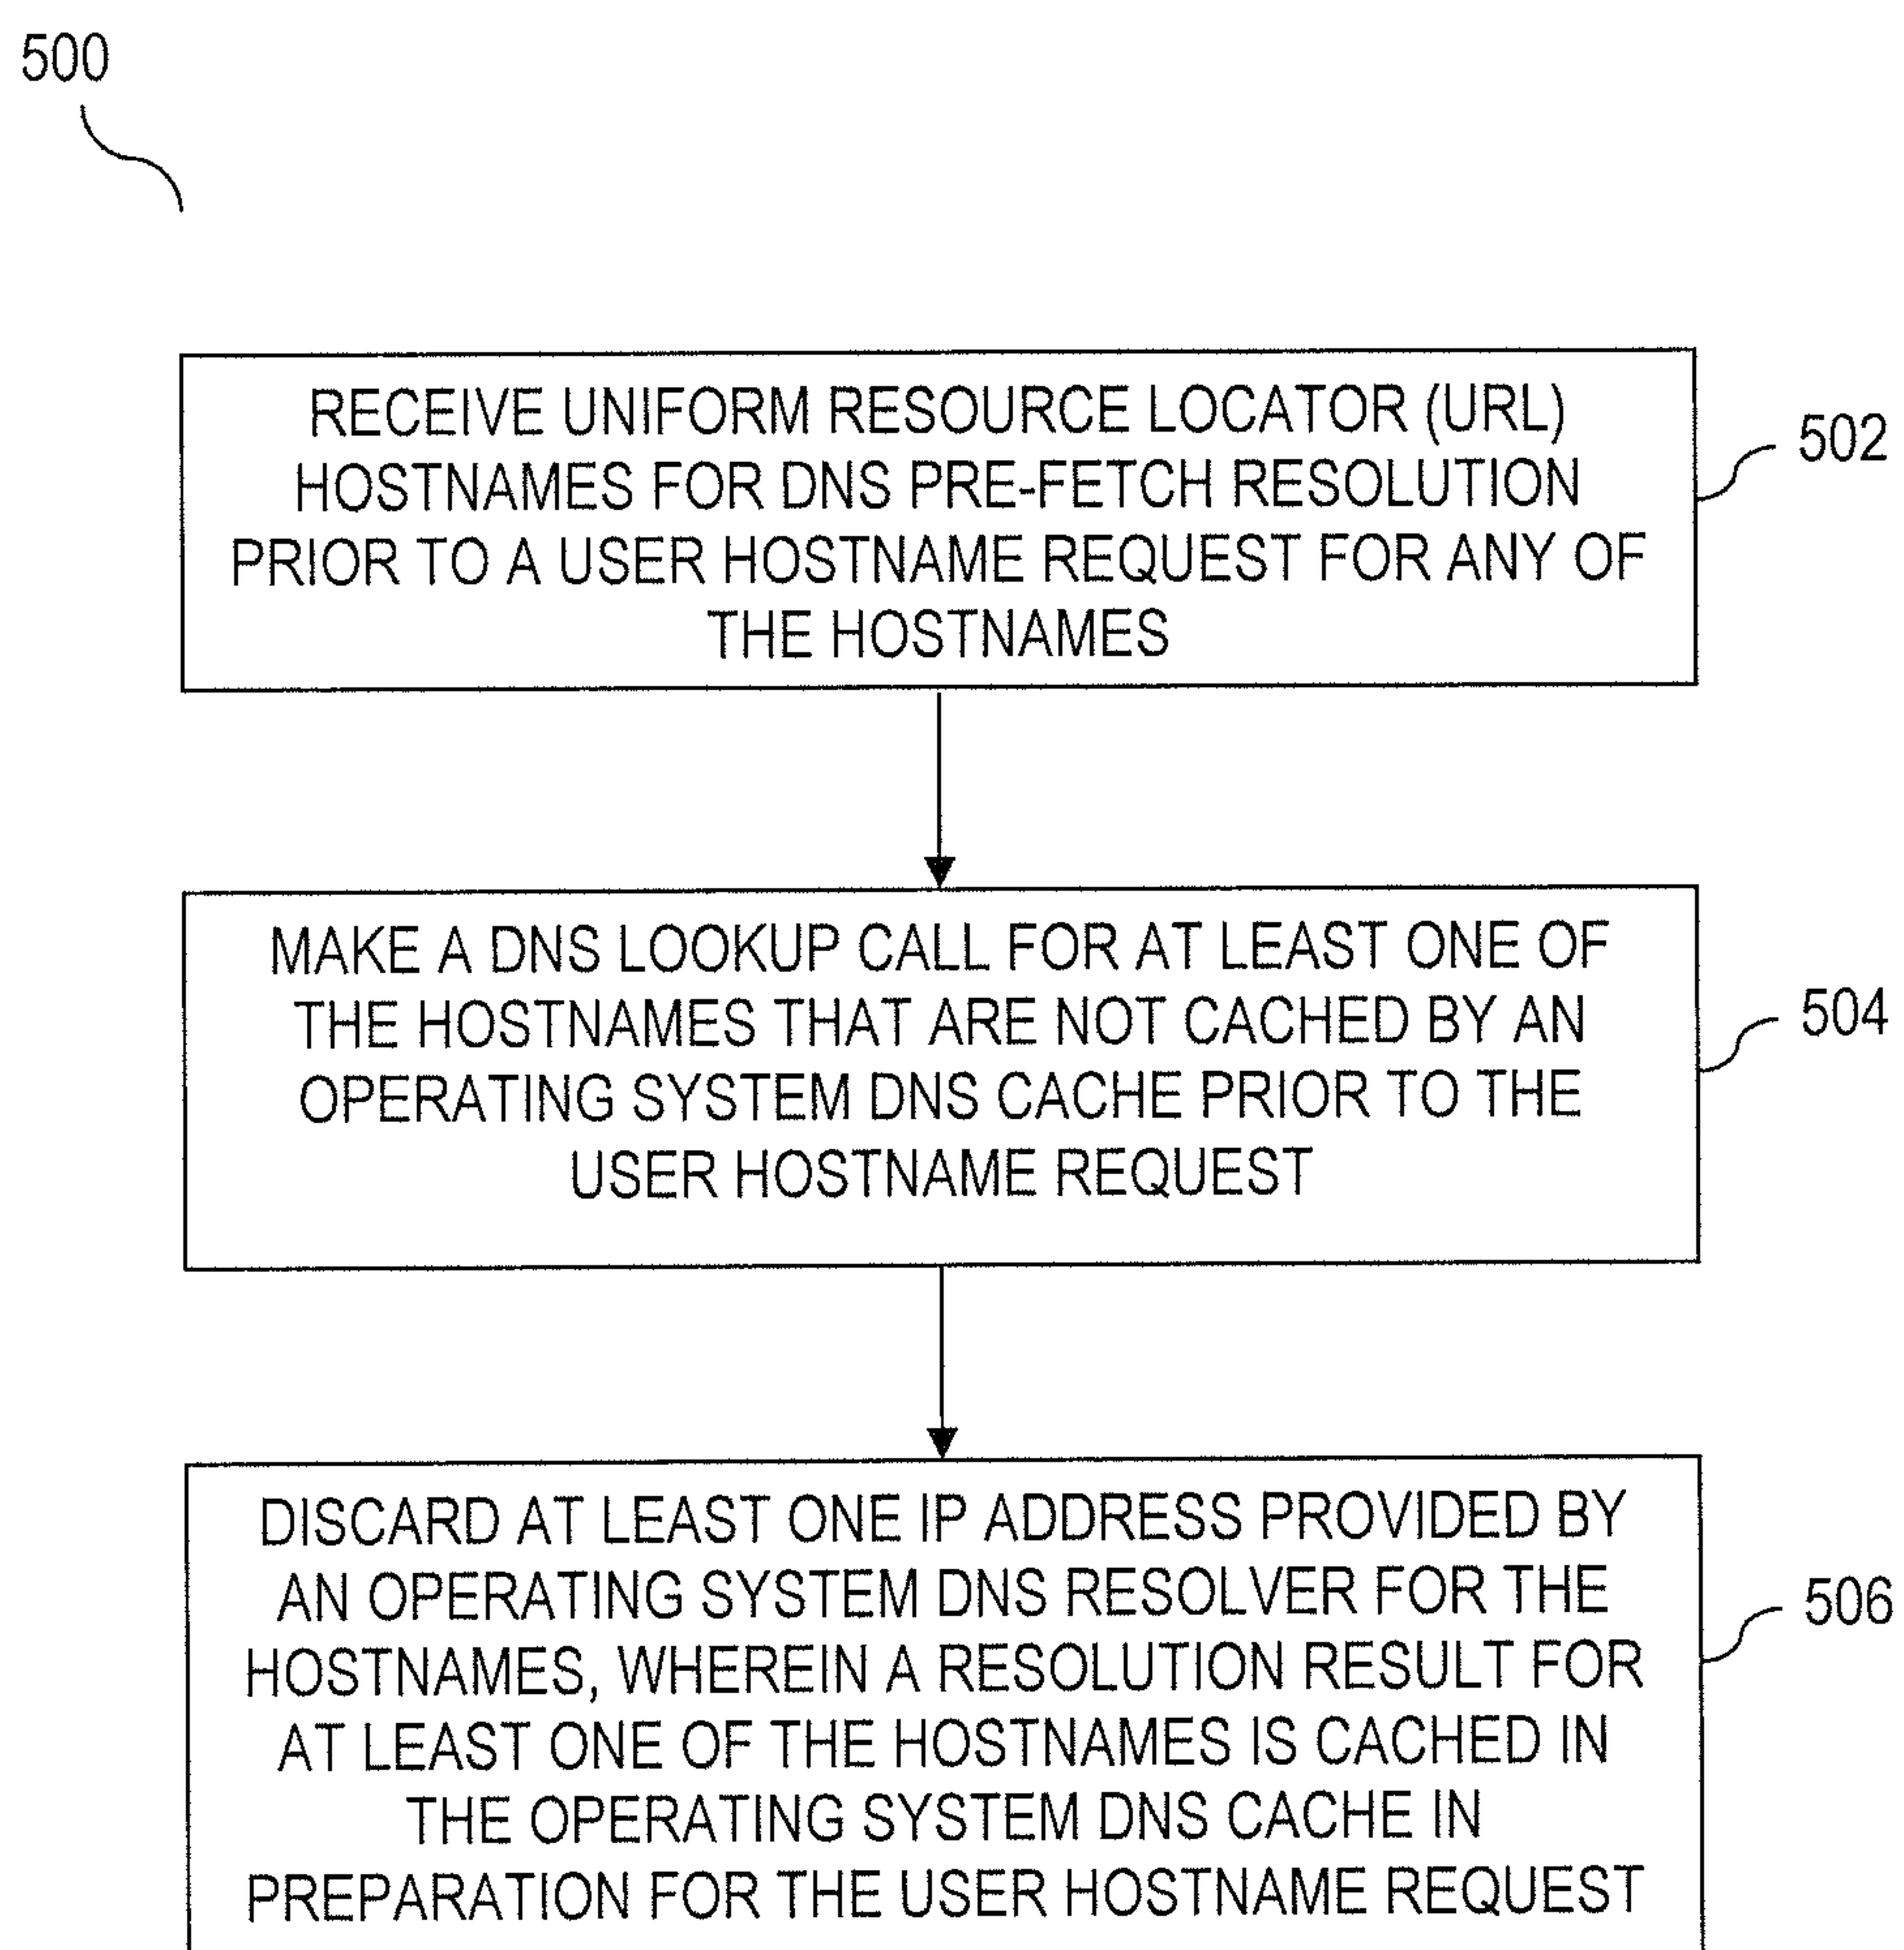 500
RECEIVE UNIFORM RESOURCE LOCATOR (URL)
HOSTNAMES FOR DNS PRE-FETCH RESOLUTION
PRIOR TO A USER HOSTNAME REQUEST FOR ANY OF
THE HOSTNAMES
502
MAKE A DNS LOOKUP CALL FOR AT LEAST ONE OF
THE HOSTNAMES THAT ARE NOT CACHED BY AN
OPERATING SYSTEM DNS CACHE PRIOR TO THE
USER HOSTNAME REQUEST
504
DISCARD AT LEAST ONE IP ADDRESS PROVIDED BY
AN OPERATING SYSTEM DNS RESOLVER FOR THE
HOSTNAMES, WHEREIN A RESOLUTION RESULT FOR
AT LEAST ONE OF THE HOSTNAMES IS CACHED IN
THE OPERATING SYSTEM DNS CACHE IN
PREPARATION FOR THE USER HOSTNAME REQUEST
506